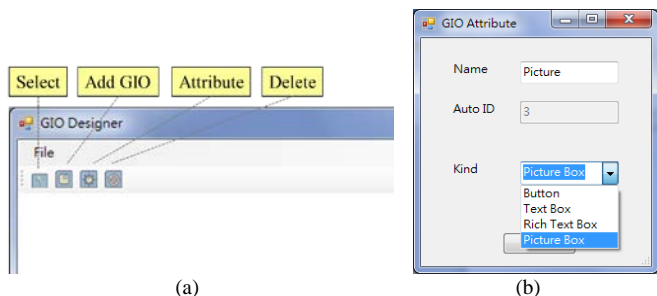 Select Add GIO Attribute Delete
GIO Designer
File
(a)
GIO Attribute
Name Picture
Auto ID 3
Kind Picture Box
Button
Text Box
Rich Text Box
Picture Box
(b)